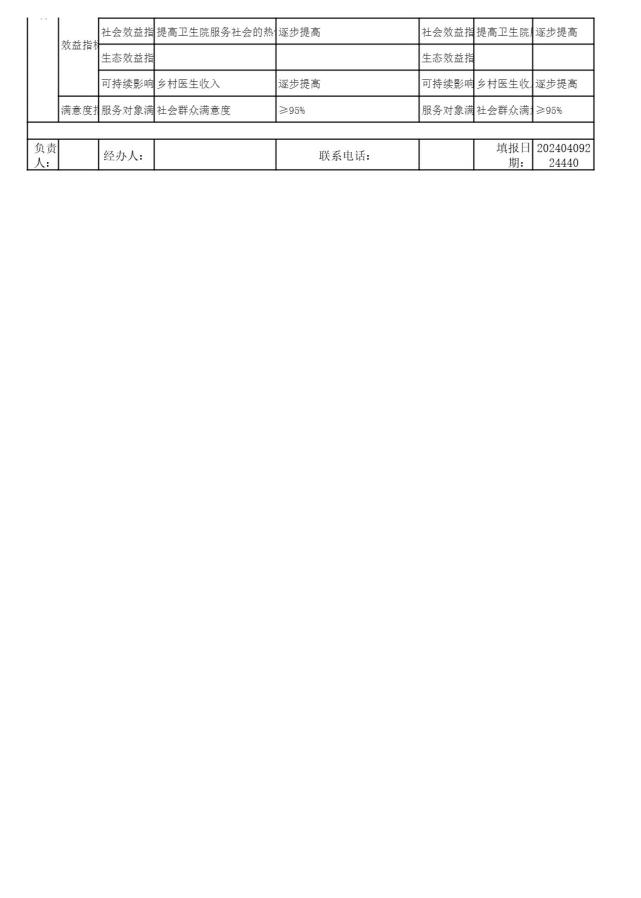 社会效益指 提高卫生院服务社会的热 逐步提高 社会效益指 提高卫生院 逐步提高
效益指标
生态效益指 生态效益指
可持续影响 乡村医生收入 逐步提高 可持续影响 乡村医生收 逐步提高
满意度 服务对象满 社会群众满意度 ≥95% 服务对象满 社会群众满 ≥95%
负责 填报日 202404092
人： 经办人： 联系电话： 期： 24440